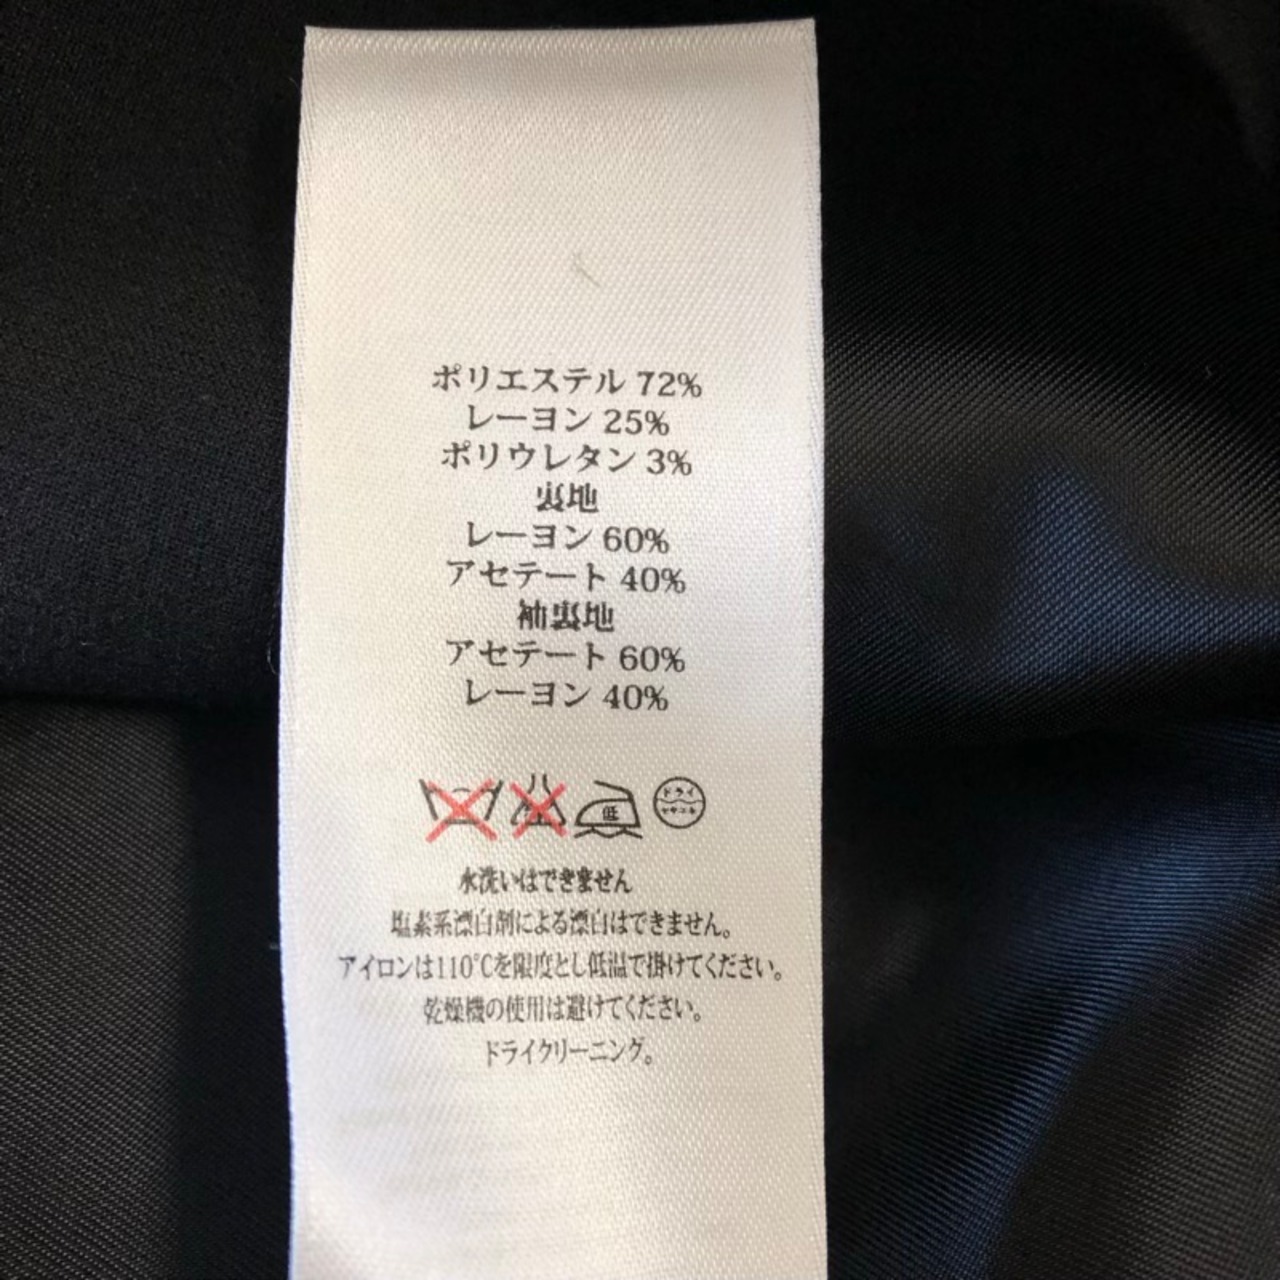 ポリエステル 72%
レーヨン 25%
ポリウレタン 3%
裏地
レーヨン 60%
アセテート 40%
袖裏地
アセテート 60%
レーヨン 40%
低
ドライ
水洗いはできません
塩素系漂白剤による漂白はできません。
アイロンは110℃を限度とし低温で掛けてください。
乾燥機の使用は避けてください。
ドライクリーニング。